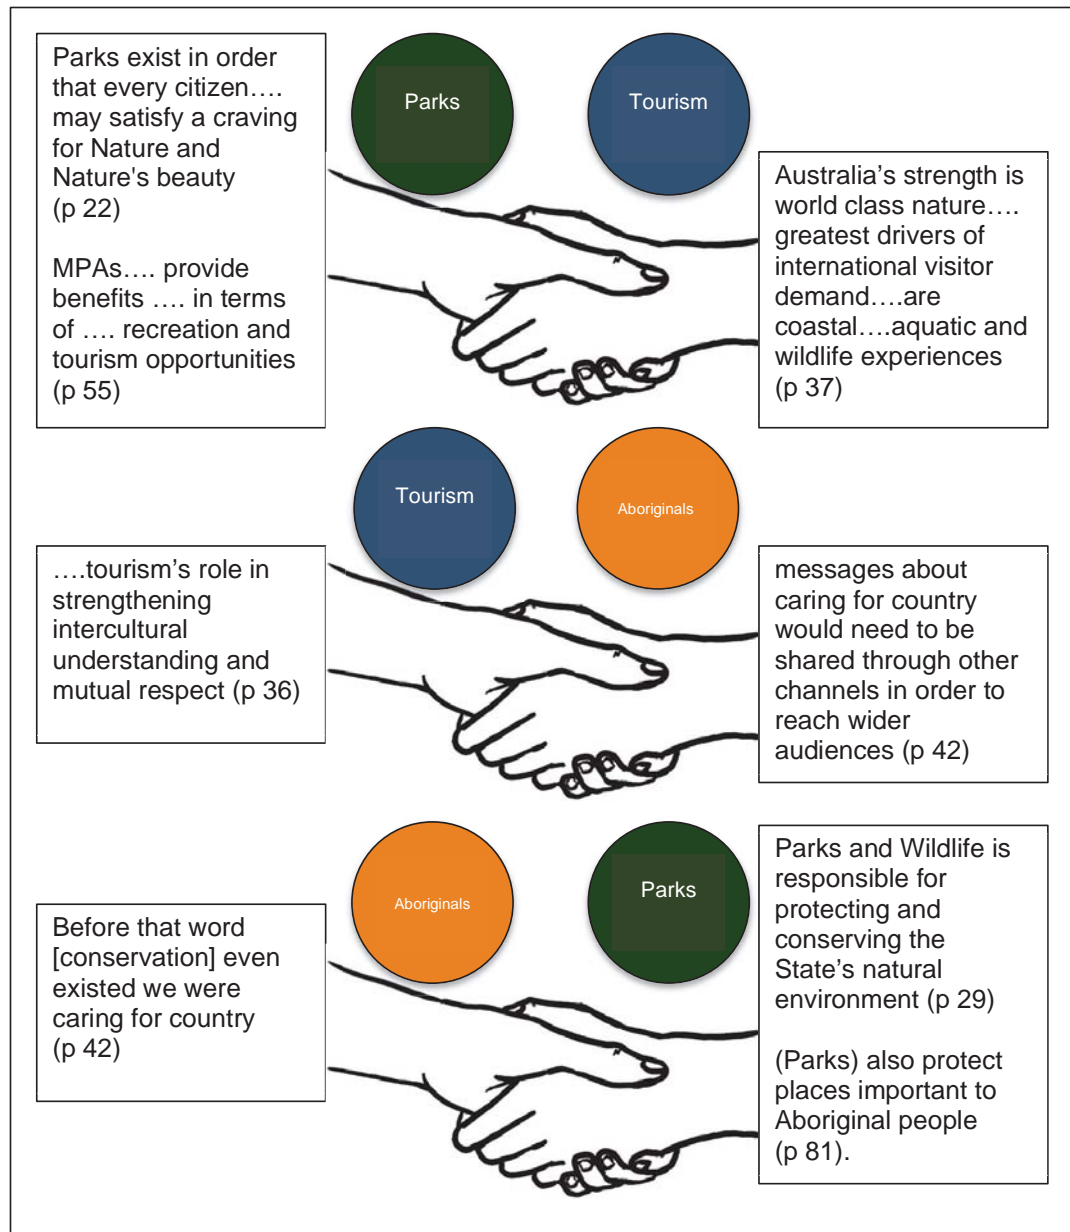 Parks exist in order
that every citizen….
may satisfy a craving
for Nature and
Nature's beauty
(p 22)
MPAs…. provide
benefits …. in terms
of …. recreation and
tourism opportunities
(p 55)
Parks
Tourism
Australia’s strength is
world class nature….
greatest drivers of
international visitor
demand….are
coastal….aquatic and
wildlife experiences
(p 37)
Tourism
Aboriginals
….tourism’s role in
strengthening
intercultural
understanding and
mutual respect (p 36)
messages about
caring for country
would need to be
shared through other
channels in order to
reach wider
audiences (p 42)
Aboriginals
Parks
Before that word
[conservation] even
existed we were
caring for country
(p 42)
Parks and Wildlife is
responsible for
protecting and
conserving the
State’s natural
environment (p 29)
(Parks) also protect
places important to
Aboriginal people
(p 81).